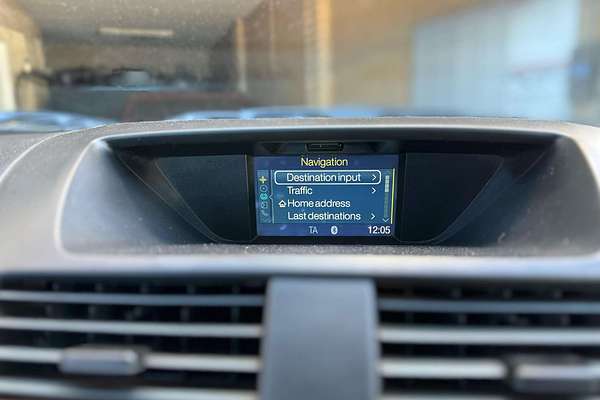 Navigation
Destination input
Traffic
Home address
Last destinations
TA 12:05